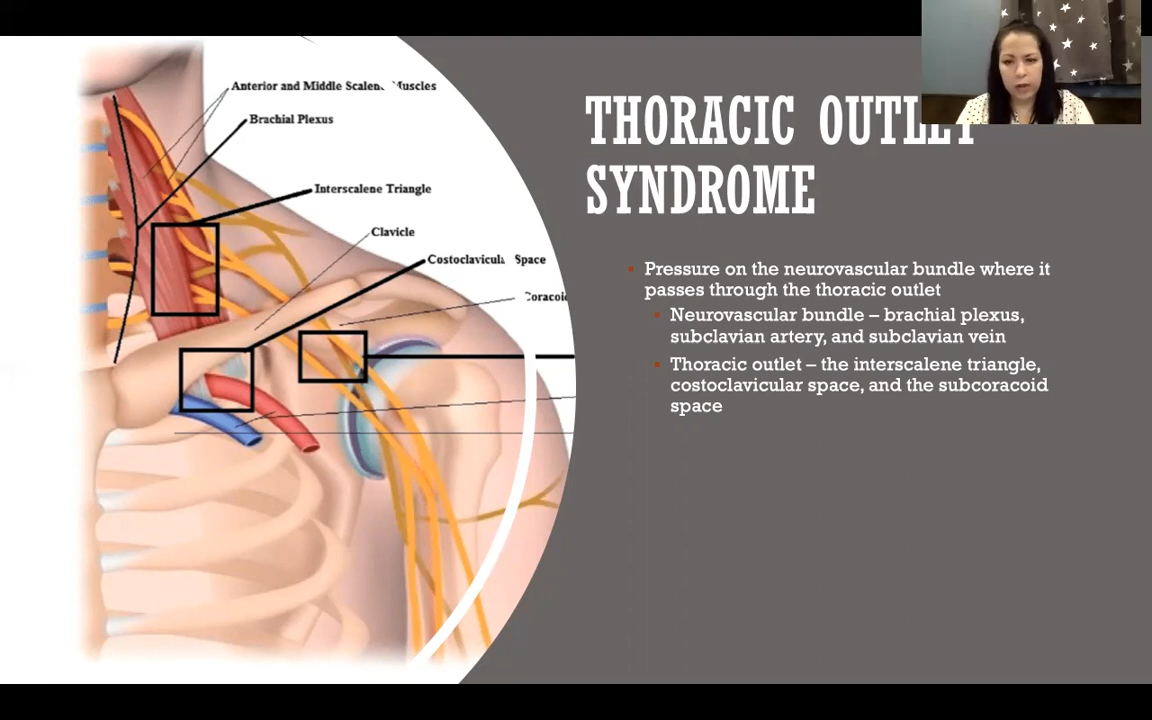 THORACIC OUTLET
SYNDROME
Anterior and Middle Scalene Muscles
Brachial Plexus
Interscalene Triangle
Clavicle
Costoclavicula Space
Coracoid
Pressure on the neurovascular bundle where it
passes through the thoracic outlet
Neurovascular bundle – brachial plexus,
subclavian artery, and subclavian vein
Thoracic outlet – the interscalene triangle,
costoclavicular space, and the subcoracoid
space